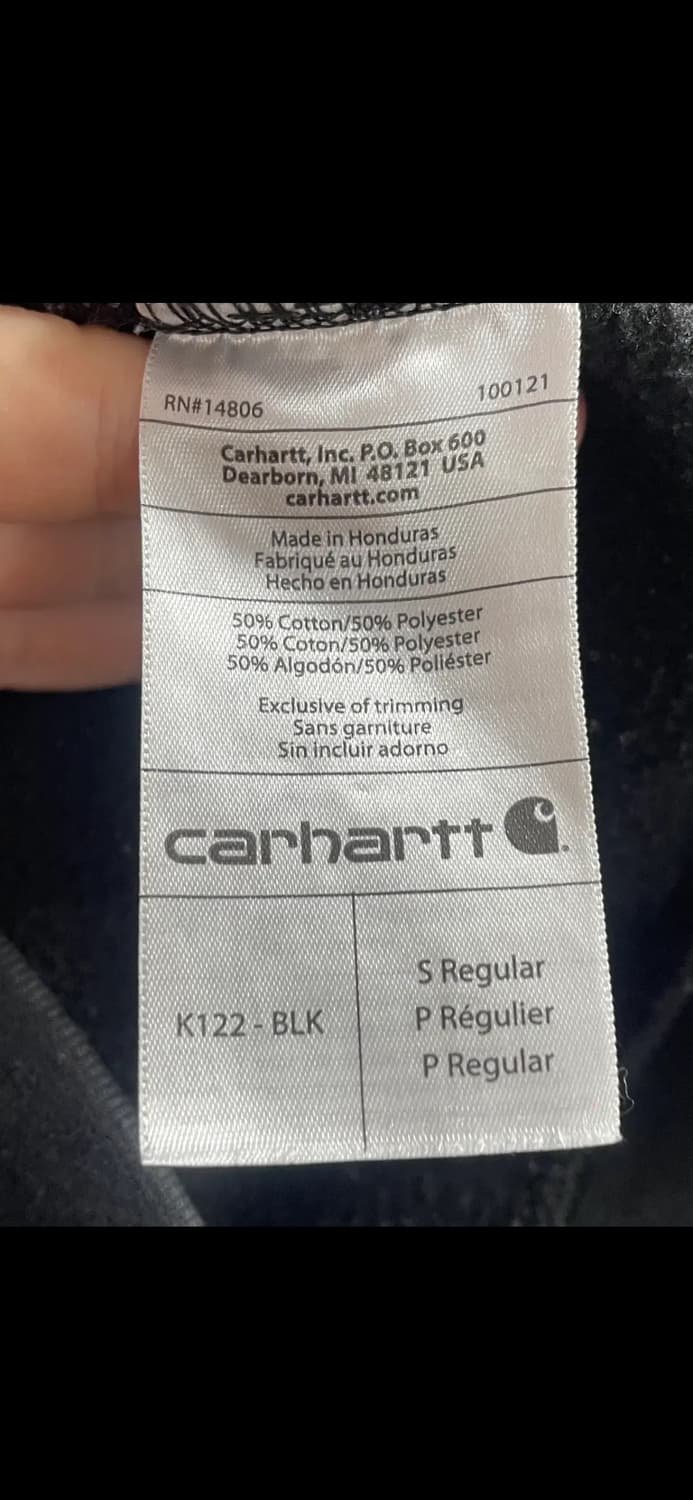 RN#14806 100121
Carhartt, Inc. P.O. Box 600
Dearborn, MI 48121 USA
carhartt.com
Made in Honduras
Fabriqué au Honduras
Hecho en Honduras
50% Cotton/50% Polyester
50% Coton/50% Polyester
50% Algodón/50% Poliéster
Exclusive of trimming
Sans garniture
Sin incluir adorno
carhartt
K122 - BLK
S Regular
P Régulier
P Regular